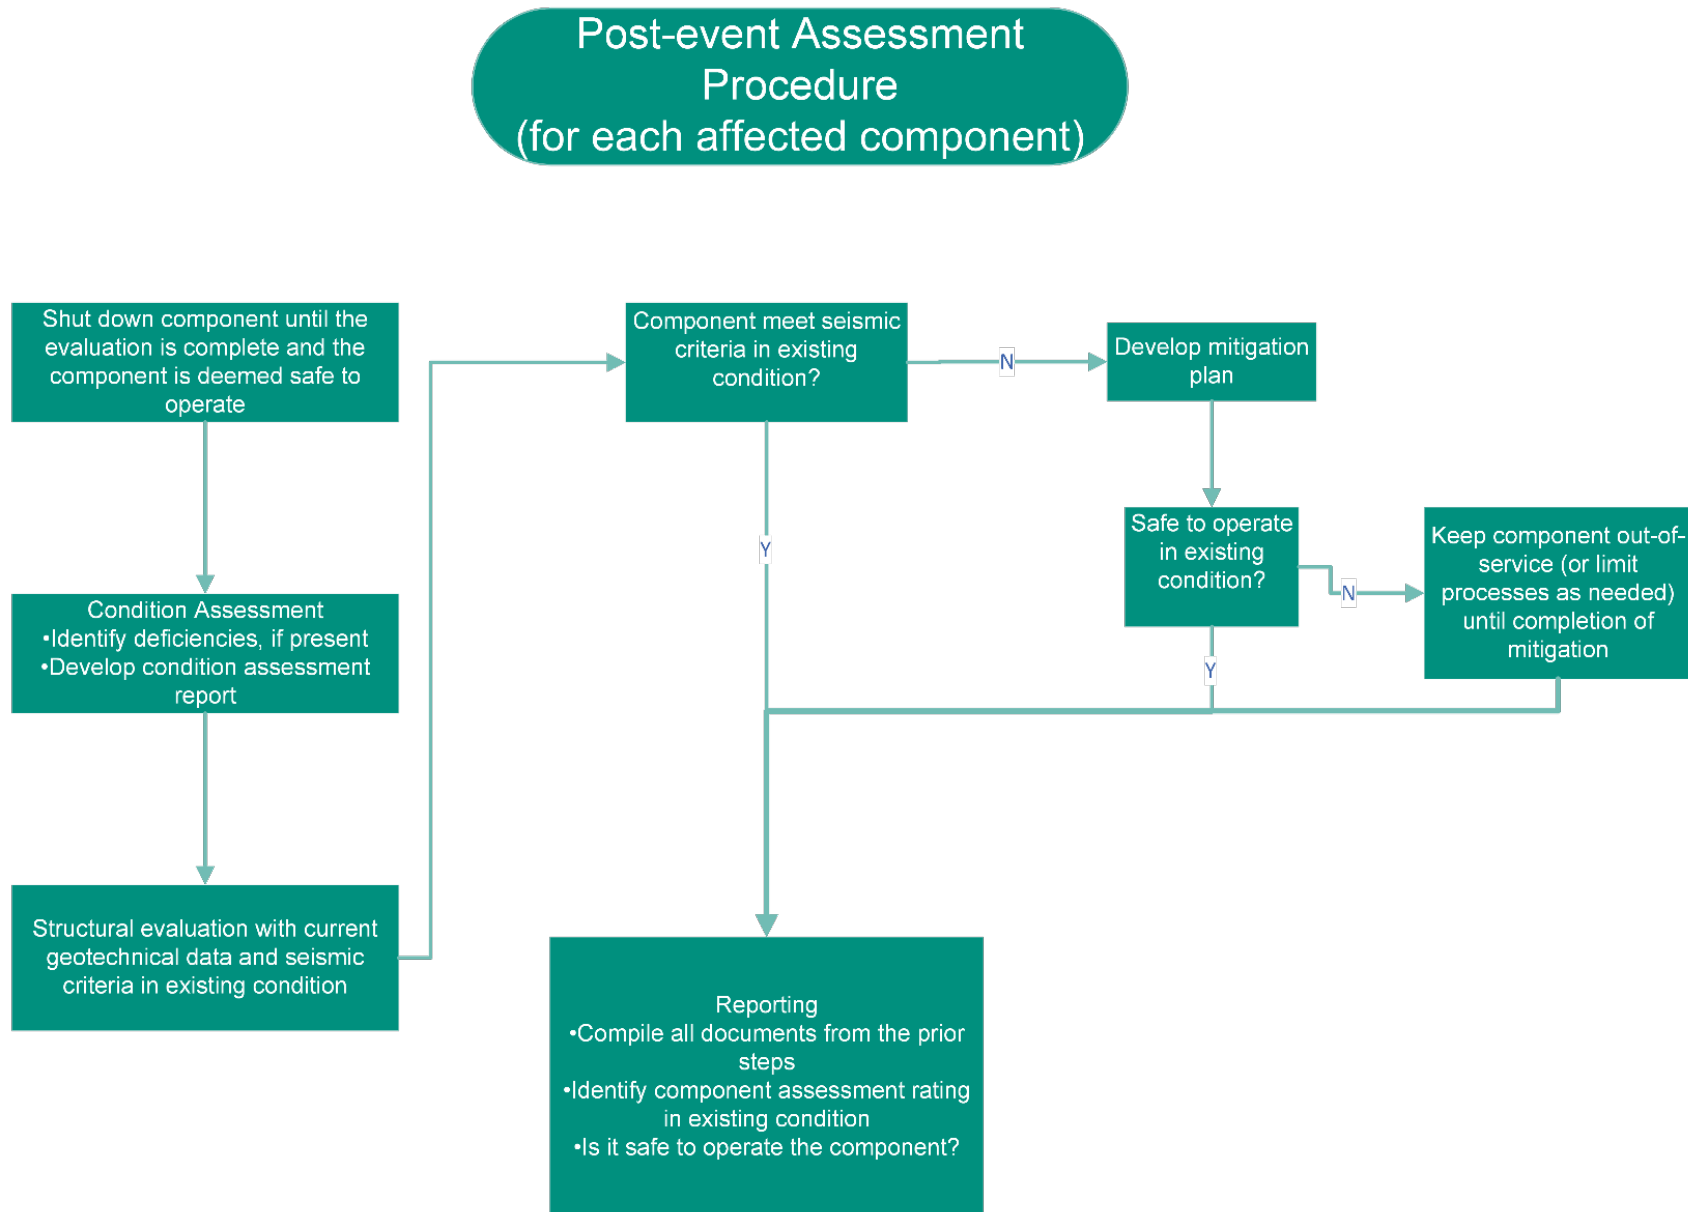 Post-event Assessment
Procedure
(for each affected component)
Shut down component until the
evaluation is complete and the
component is deemed safe to
operate
Condition Assessment
•Identify deficiencies, if present
•Develop condition assessment
report
Structural evaluation with current
geotechnical data and seismic
criteria in existing condition
Component meet seismic
criteria in existing
condition?
N
Y
Develop mitigation
plan
Safe to operate
in existing
condition?
N
Y
Keep component out-of-
service (or limit
processes as needed)
until completion of
mitigation
Reporting
•Compile all documents from the prior
steps
•Identify component assessment rating
in existing condition
•Is it safe to operate the component?